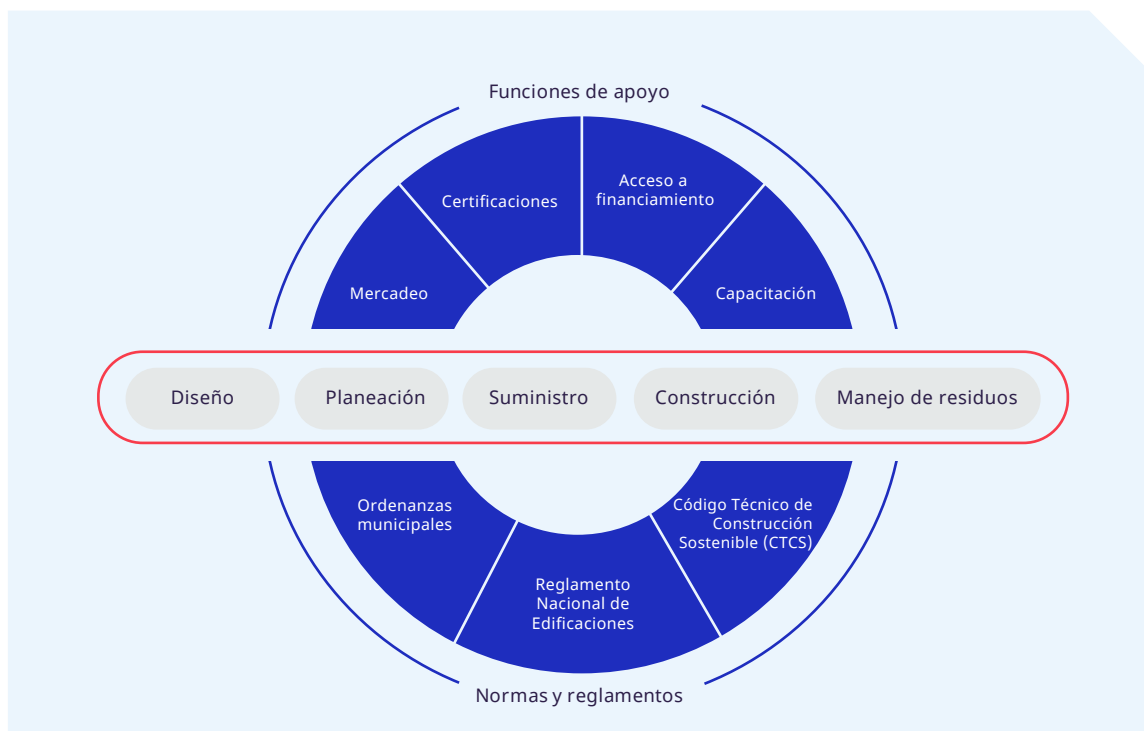 Funciones de apoyo
Acceso a
financiamiento
Certificaciones
Mercadeo
Capacitación
Diseño
Planeación
Suministro
Construcción
Manejo de residuos
Ordenanzas
municipales
Código Técnico de
Construcción
Sostenible (CTCS)
Reglamento
Nacional de
Edificaciones
Normas y reglamentos